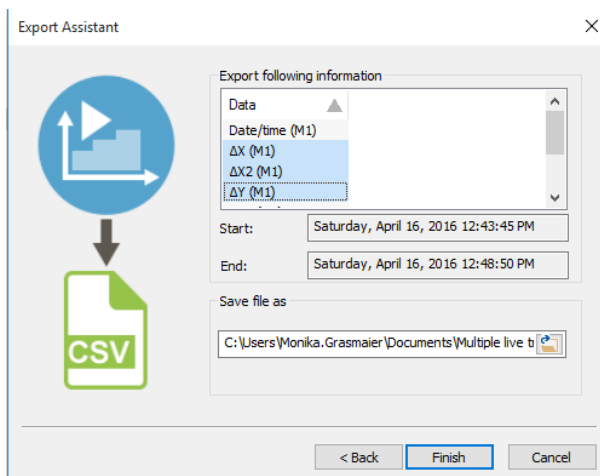 Export Assistant
Export following information
Data
Date/time (M1)
ΔX (M1)
ΔX2 (M1)
ΔY (M1)
Start:
Saturday, April 16, 2016 12:43:45 PM
End:
Saturday, April 16, 2016 12:48:50 PM
Save file as
C:\Users\Monika.Grasmaier\Documents\Multiple live
CSV
< Back
Finish
Cancel